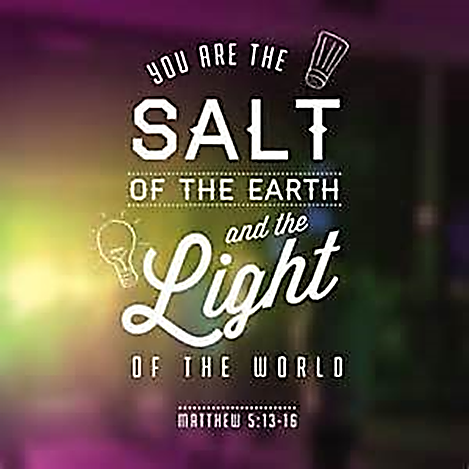 YOU ARE THE
SALT
OF THE EARTH
and the
Light
OF THE WORLD
MATTHEW 5:13-16